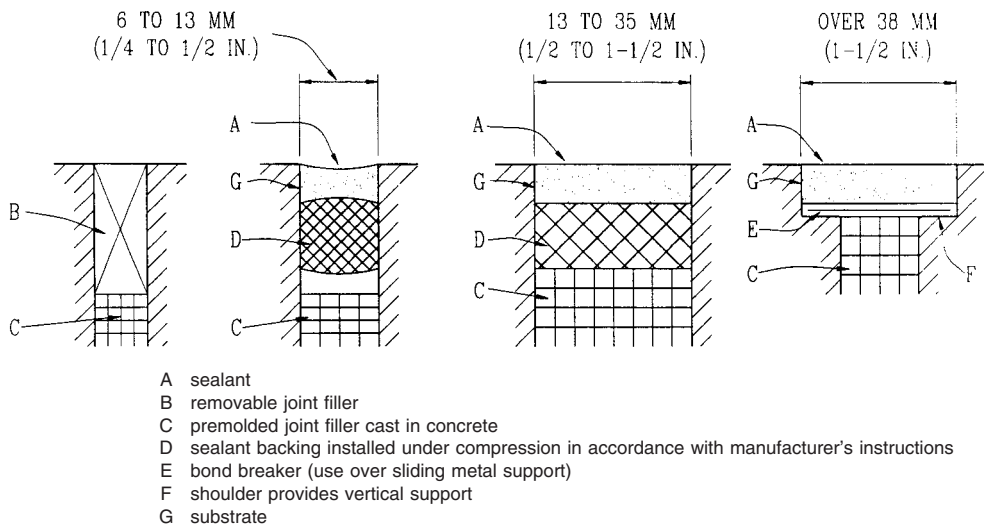 6 TO 13 MM
(1/4 TO 1/2 IN.)
13 TO 35 MM
(1/2 TO 1-1/2 IN.)
OVER 38 MM
(1-1/2 IN.)
A
A
A
G
G
G
B
D
D
E
C
C
C
C
F
A sealant
B removable joint filler
C premolded joint filler cast in concrete
D sealant backing installed under compression in accordance with manufacturer's instructions
E bond breaker (use over sliding metal support)
F shoulder provides vertical support
G substrate